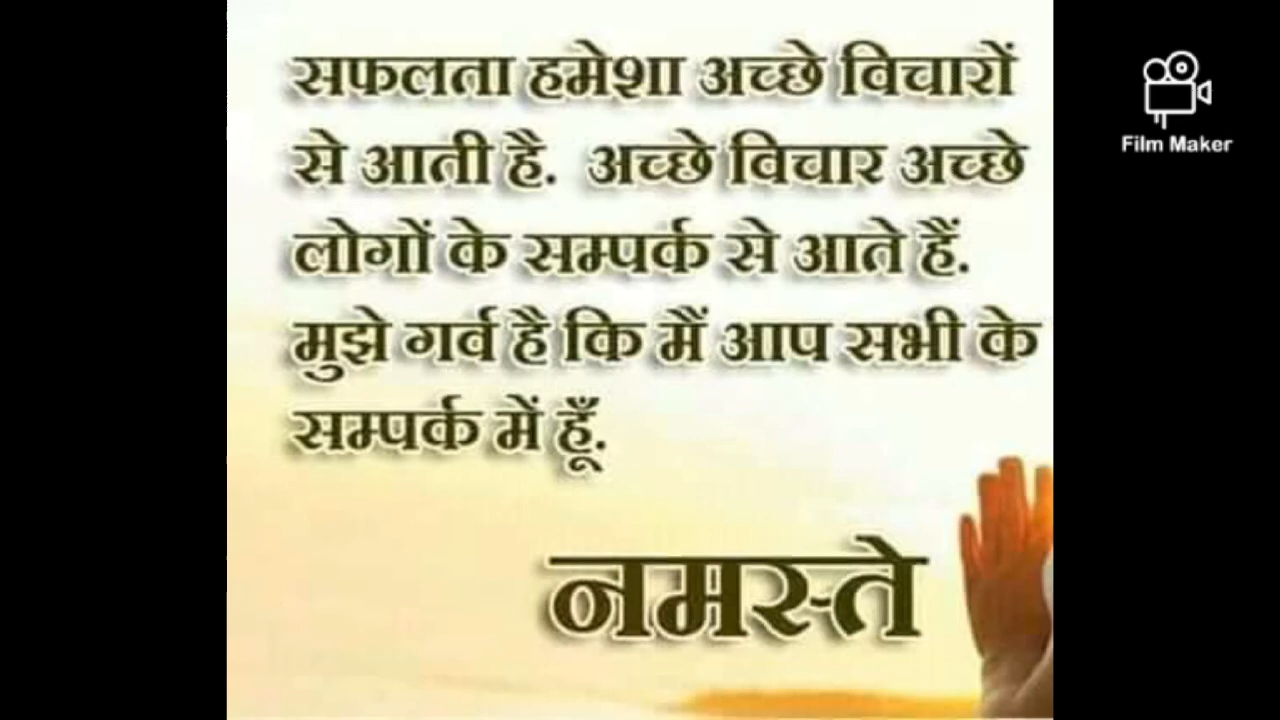 सफलता हमेशा अच्छे विचारों
से आती है. अच्छे विचार अच्छे
लोगों के सम्पर्क से आते हैं.
मुझे गर्व है कि मैं आप सभी के
सम्पर्क में हूँ.
नमस्ते
Film Maker